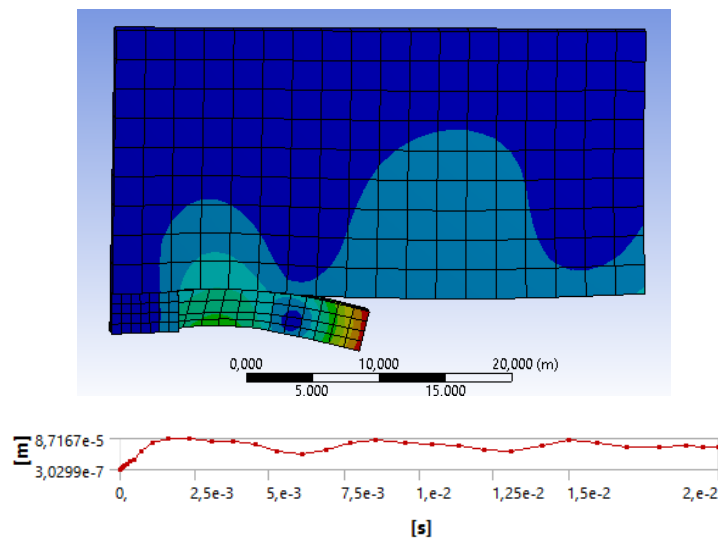 0,000 10,000 20,000 (m)
5.000 15.000
[m]
8,7167e-5
3,0299e-7
0, 2,5e-3 5,e-3 7,5e-3 1,e-2 1,25e-2 1,5e-2 2,e-2
[s]